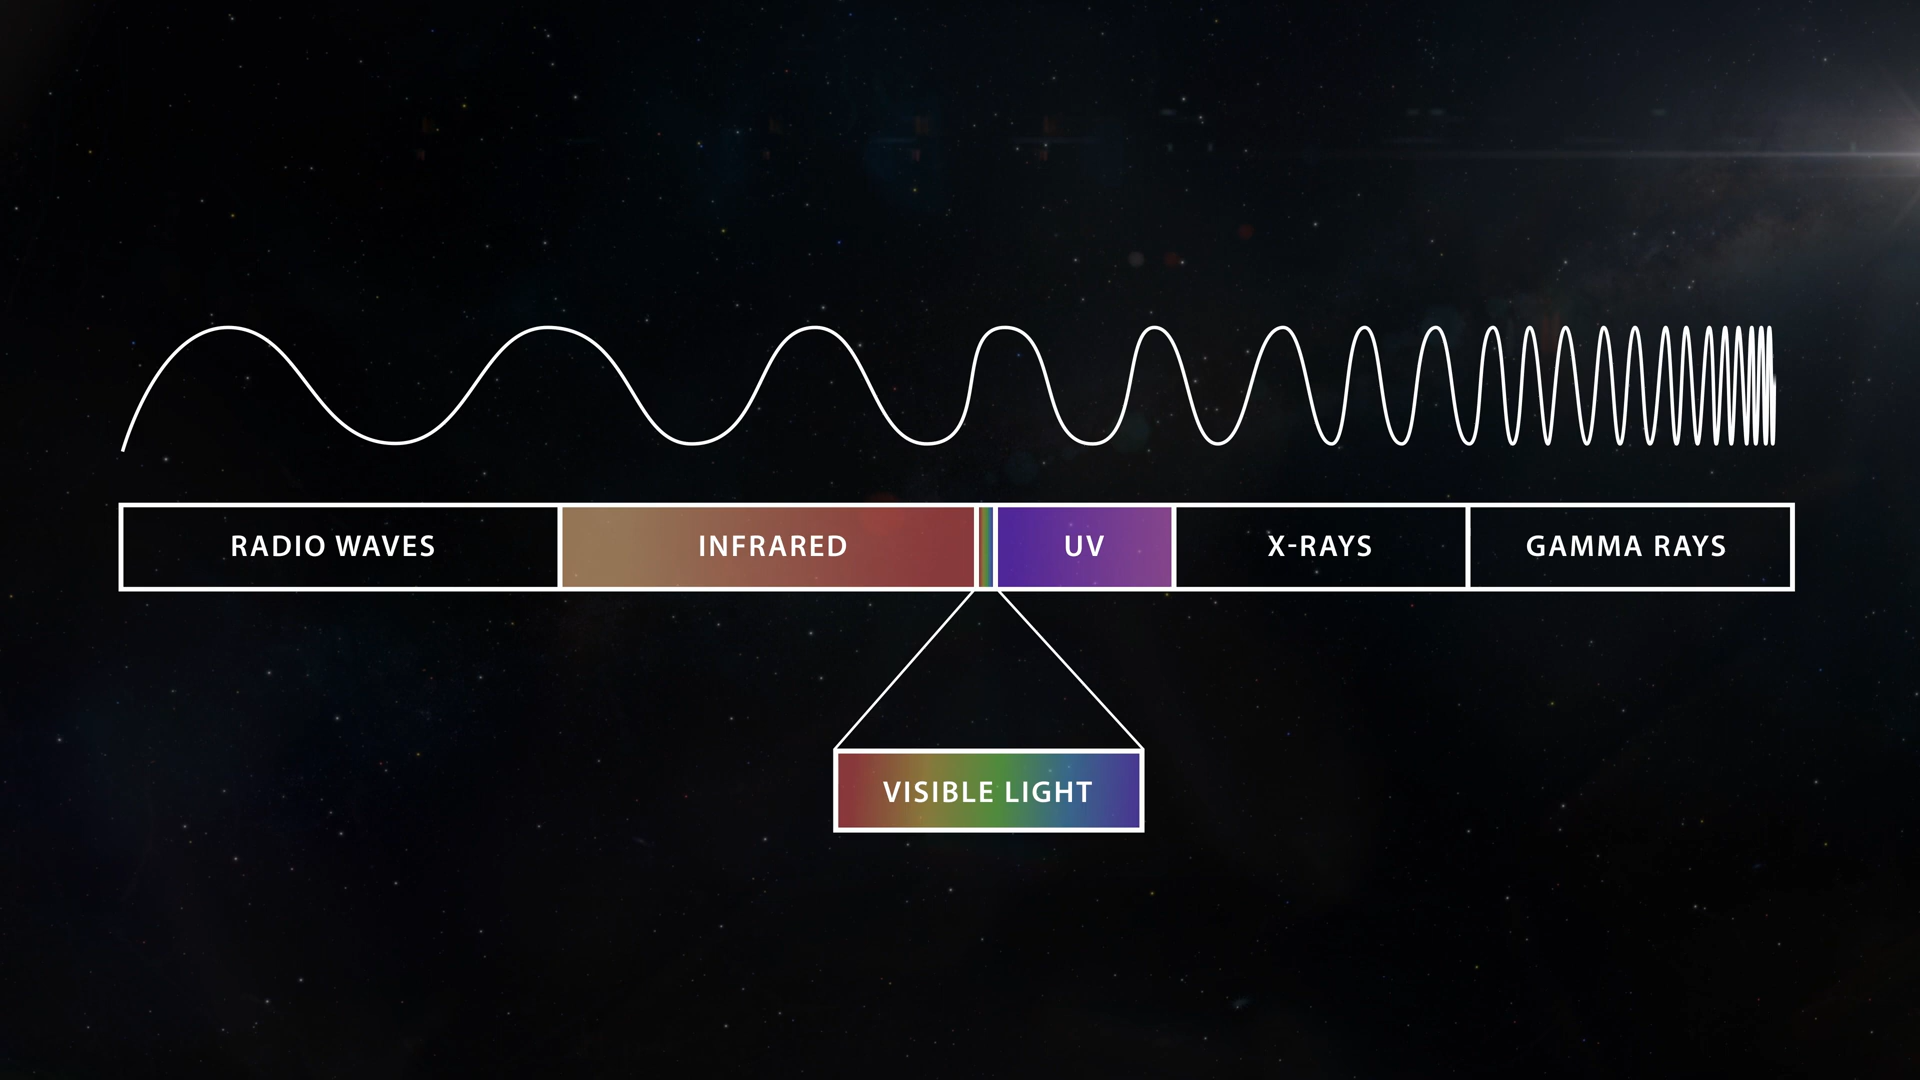 RADIO WAVES
INFRARED
UV
X-RAYS
GAMMA RAYS
VISIBLE LIGHT